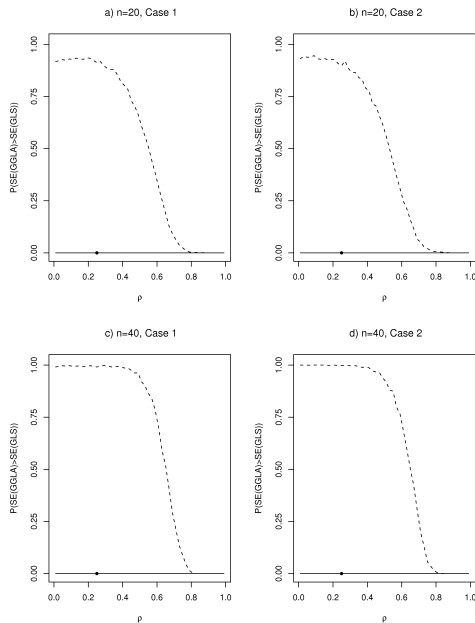 a) n=20, Case 1
P(SE(GGLA)>SE(GLS))
1.00
0.75
0.50
0.25
0.00
0.0 0.2 0.4 0.6 0.8 1.0
ρ
b) n=20, Case 2
P(SE(GGLA)>SE(GLS))
1.00
0.75
0.50
0.25
0.00
0.0 0.2 0.4 0.6 0.8 1.0
ρ
c) n=40, Case 1
P(SE(GGLA)>SE(GLS))
1.00
0.75
0.50
0.25
0.00
0.0 0.2 0.4 0.6 0.8 1.0
ρ
d) n=40, Case 2
P(SE(GGLA)>SE(GLS))
1.00
0.75
0.50
0.25
0.00
0.0 0.2 0.4 0.6 0.8 1.0
ρ